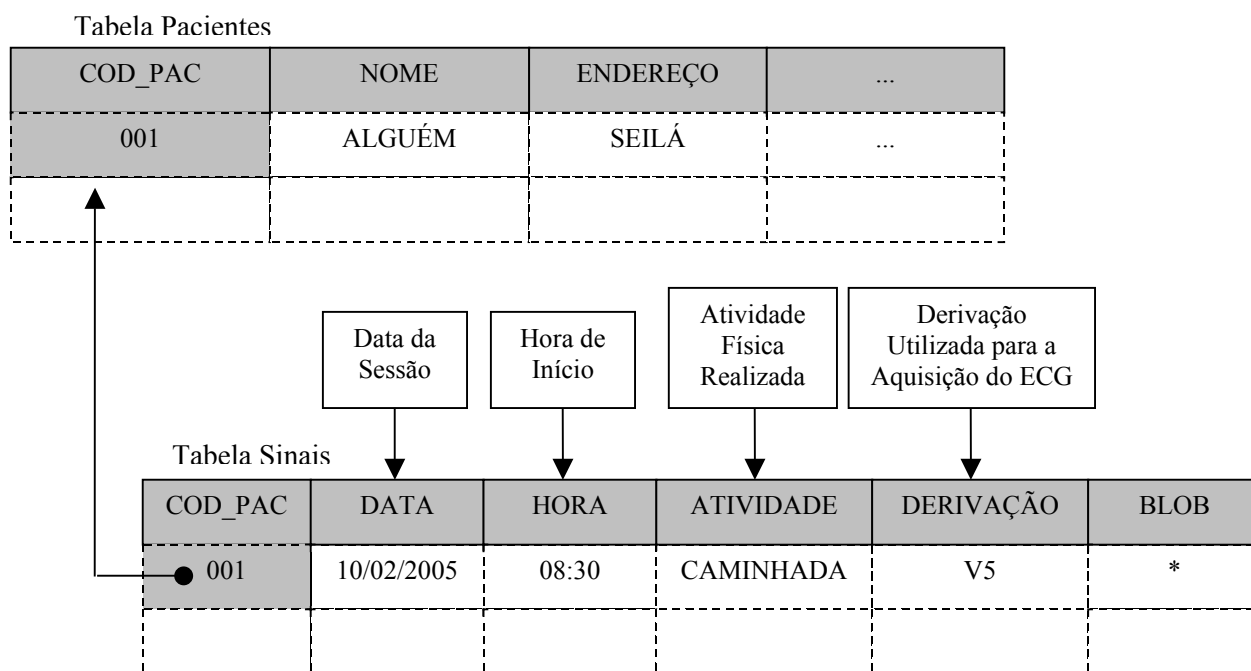 Tabela Pacientes
COD_PAC NOME ENDEREÇO ...
001 ALGUÉM SEILÁ ...
Data da
Sessão
Hora de
Início
Atividade
Física
Realizada
Derivação
Utilizada para a
Aquisição do ECG
Tabela Sinais
COD_PAC DATA HORA ATIVIDADE DERIVAÇÃO BLOB
001 10/02/2005 08:30 CAMINHADA V5 *